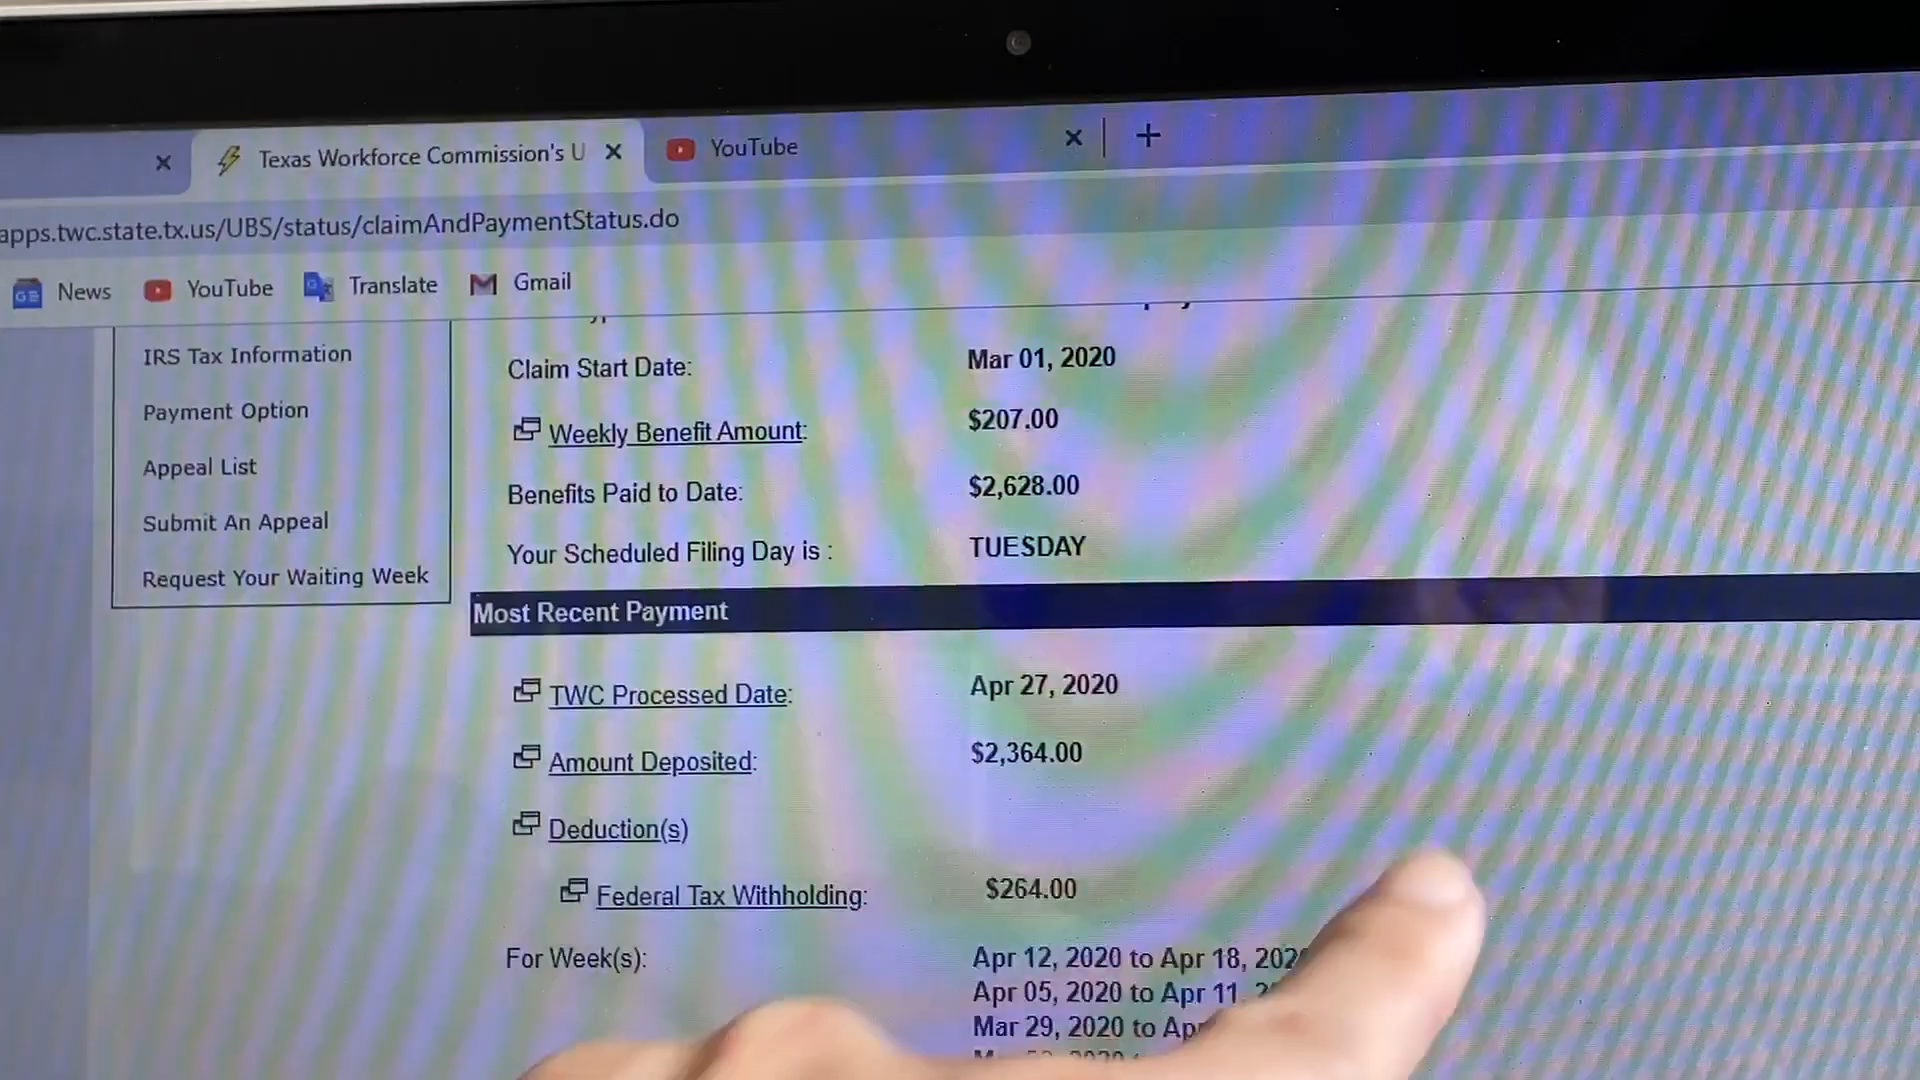 Texas Workforce Commission's U
YouTube
apps.twc.state.tx.us/UBS/status/claimAndPaymentStatus.do
News
YouTube
Translate
Gmail
IRS Tax Information
Payment Option
Appeal List
Submit An Appeal
Request Your Waiting Week
Claim Start Date: Mar 01, 2020
Weekly Benefit Amount: $207.00
Benefits Paid to Date: $2,628.00
Your Scheduled Filing Day is : TUESDAY
Most Recent Payment
TWC Processed Date: Apr 27, 2020
Amount Deposited: $2,364.00
Deduction(s)
Federal Tax Withholding: $264.00
For Week(s): Apr 12, 2020 to Apr 18, 202
Apr 05, 2020 to Apr 11, 2
Mar 29, 2020 to Ap